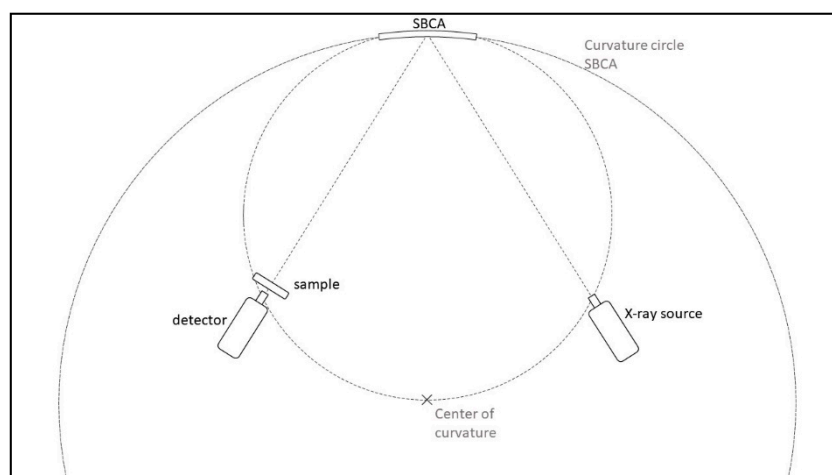 SBCA
Curvature circle
SBCA
sample
detector
X-ray source
Center of
curvature